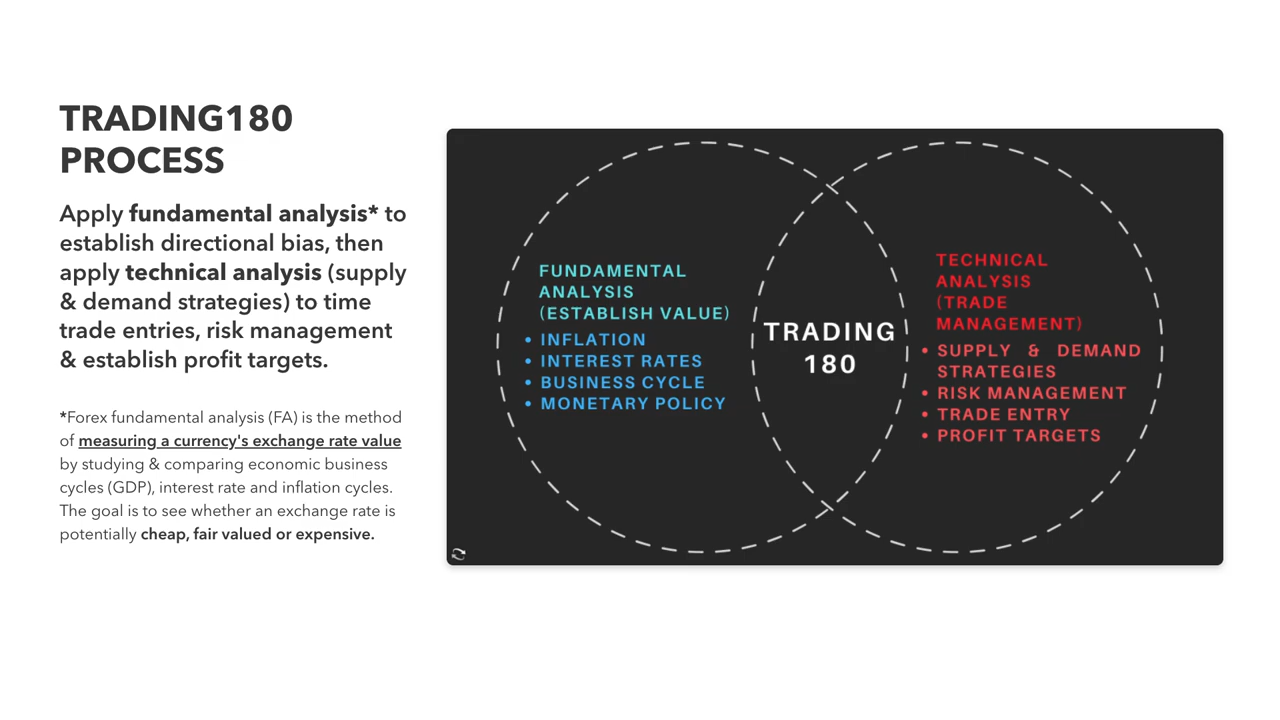 TRADING180
PROCESS
Apply fundamental analysis* to
establish directional bias, then
apply technical analysis (supply
& demand strategies) to time
trade entries, risk management
& establish profit targets.
*Forex fundamental analysis (FA) is the method
of measuring a currency's exchange rate value
by studying & comparing economic business
cycles (GDP), interest rate and inflation cycles.
The goal is to see whether an exchange rate is
potentially cheap, fair valued or expensive.
FUNDAMENTAL
ANALYSIS
(ESTABLISH VALUE)
• INFLATION
• INTEREST RATES
• BUSINESS CYCLE
• MONETARY POLICY
TRADING
180
TECHNICAL
ANALYSIS
(TRADE
MANAGEMENT)
• SUPPLY & DEMAND
STRATEGIES
• RISK MANAGEMENT
• TRADE ENTRY
• PROFIT TARGETS